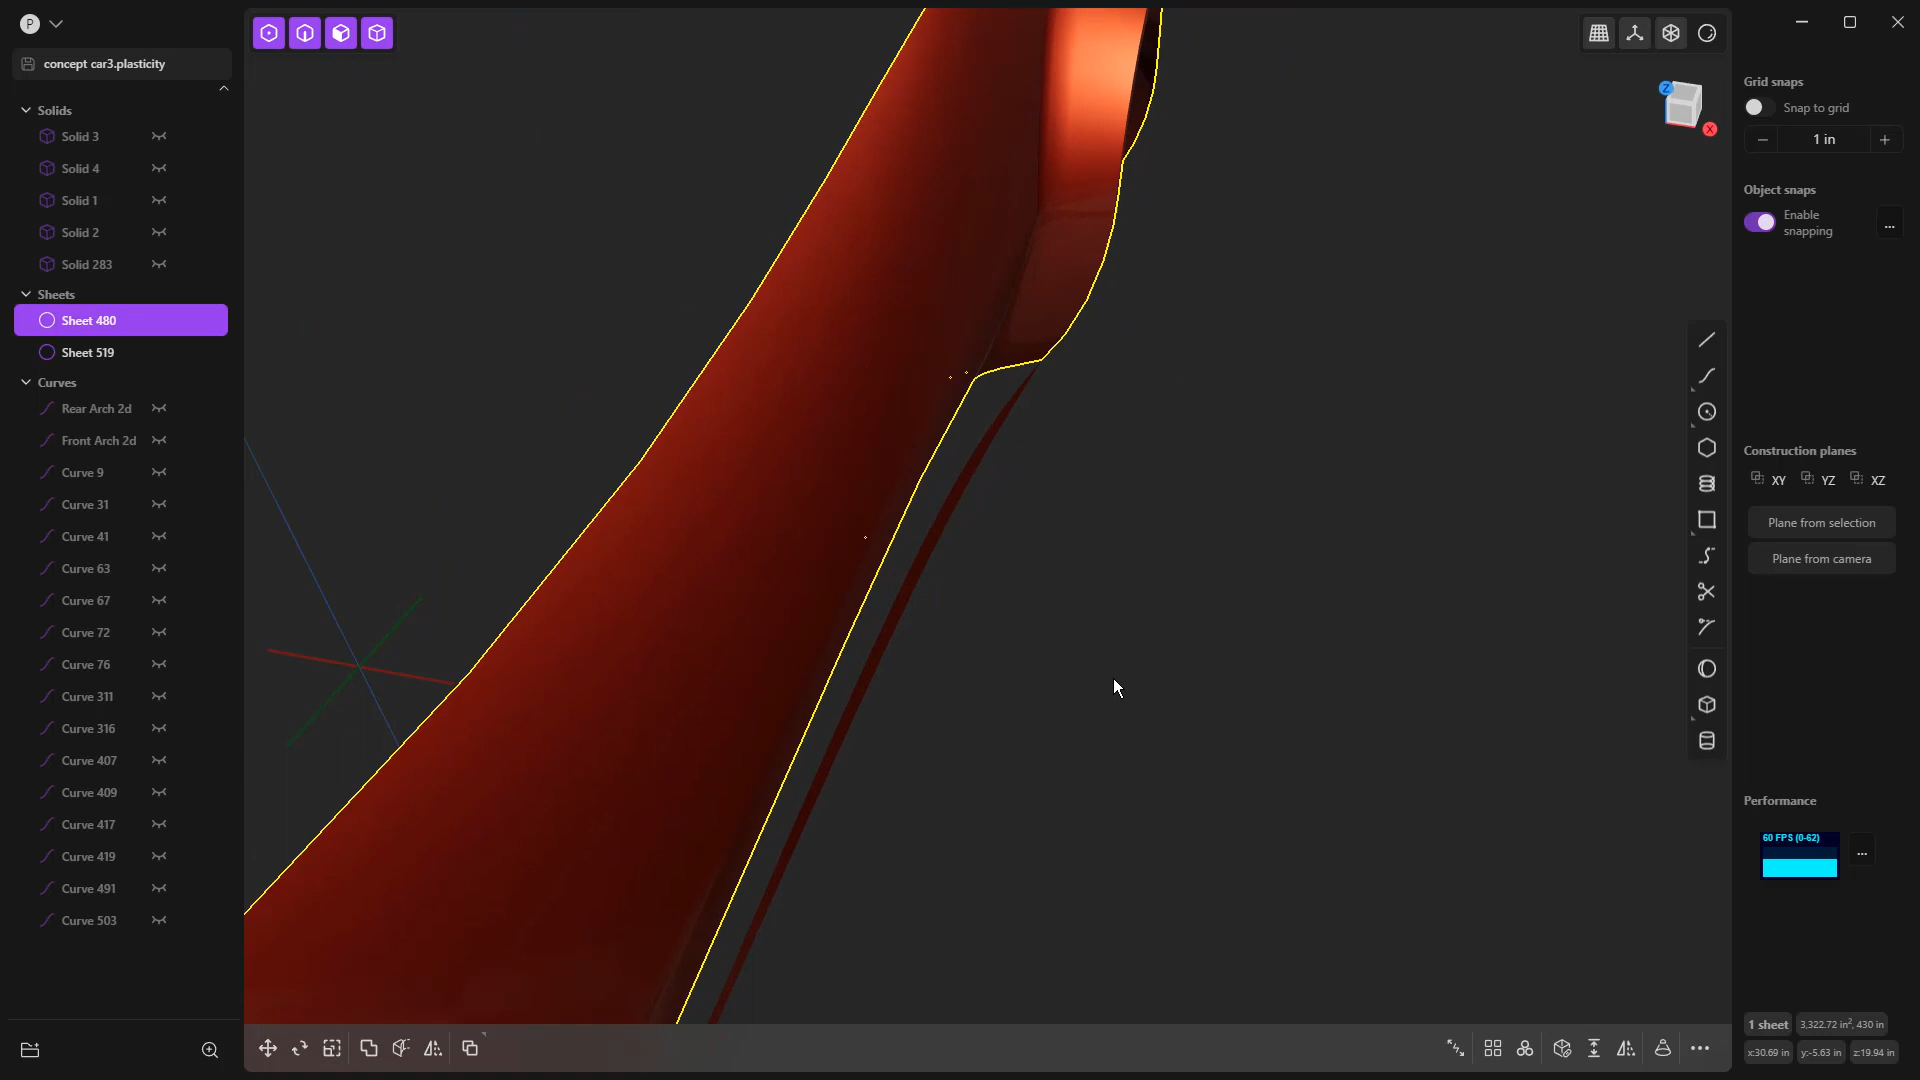 P
concept car3.plasticity
Solids
Solid 3
Solid 4
Solid 1
Solid 2
Solid 283
Sheets
Sheet 480
Sheet 519
Curves
Rear Arch 2d
Front Arch 2d
Curve 9
Curve 31
Curve 41
Curve 63
Curve 67
Curve 72
Curve 76
Curve 311
Curve 316
Curve 407
Curve 409
Curve 417
Curve 419
Curve 491
Curve 503
Z
X
Grid snaps
Snap to grid
1 in
Object snaps
Enable
snapping
...
Construction planes
XY YZ XZ
Plane from selection
Plane from camera
Performance
60 FPS (0-62)
...
1 sheet 3,322.72 in², 430 in
x:30.69 in y:-5.63 in z:19.94 in